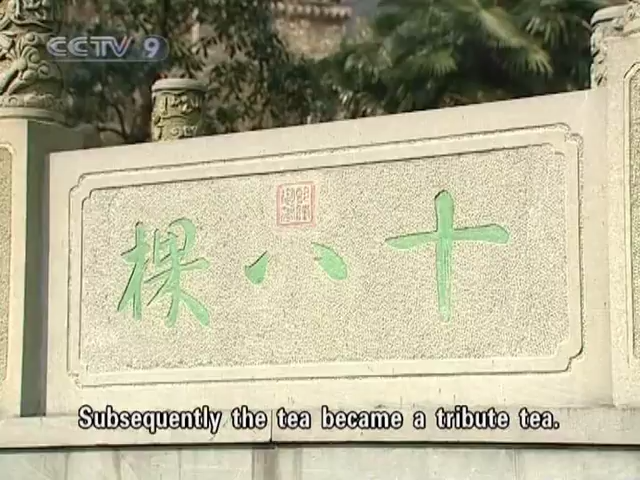 CCTV 9
十八棵
Subsequently the tea became a tribute tea.